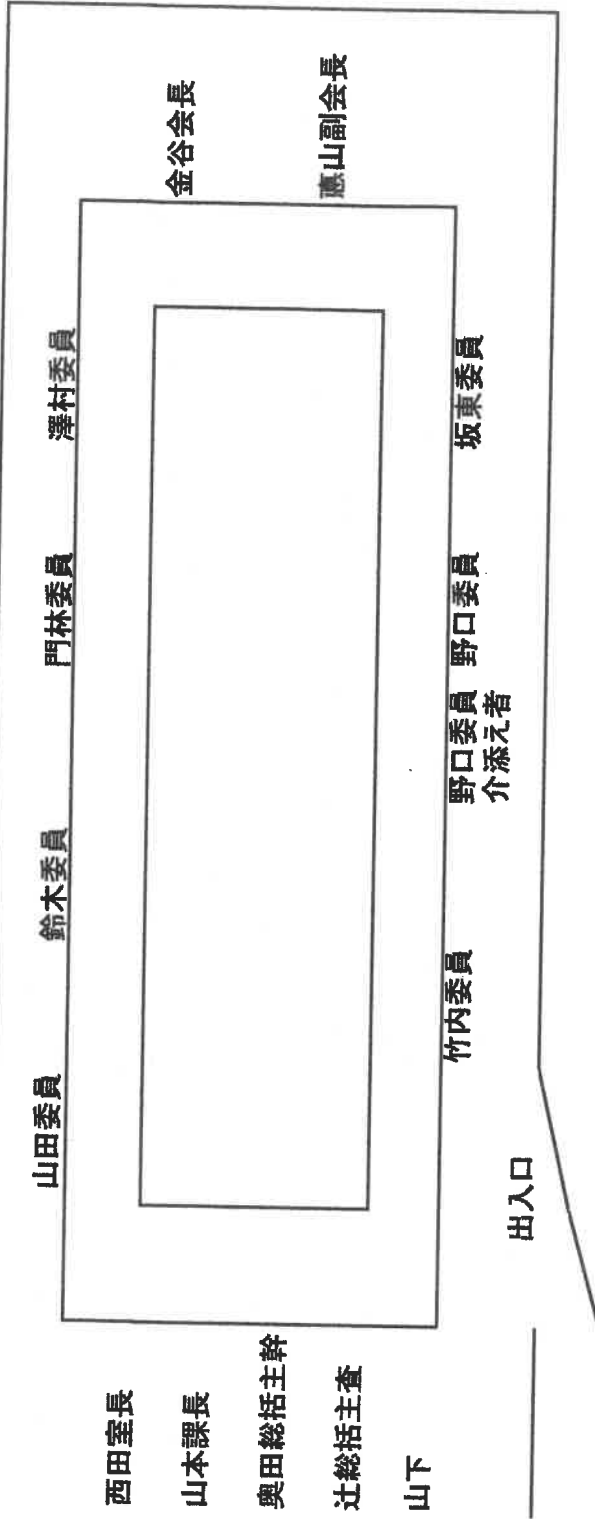 山田委員
鈴木委員
門林委員
澤村委員
西田室長
金谷会長
山本課長
奥田総括主幹
山副会長
辻総括主査
山下
竹内委員
野口委員
介添え者
野口委員
坂東委員
出入口